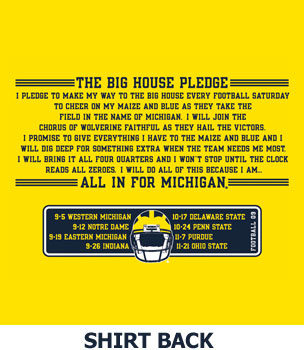 THE BIG HOUSE PLEDGE
I PLEDGE TO MAKE MY WAY TO THE BIG HOUSE EVERY FOOTBALL SATURDAY
TO CHEER ON MY MAIZE AND BLUE AS THEY TAKE THE
FIELD IN THE NAME OF MICHIGAN. I WILL JOIN THE
CHORUS OF WOLVERINE FAITHFUL AS THEY HAIL THE VICTORS.
I PROMISE TO GIVE EVERYTHING I HAVE TO THE MAIZE AND BLUE AND I
WILL DIG DEEP FOR SOMETHING EXTRA WHEN THE TEAM NEEDS ME MOST.
I WILL BRING IT ALL FOUR QUARTERS AND I WON'T STOP UNTIL THE CLOCK
READS ALL ZEROES. I WILL DO ALL OF THIS BECAUSE I AM...
ALL IN FOR MICHIGAN.
9-5 WESTERN MICHIGAN
9-12 NOTRE DAME
9-19 EASTERN MICHIGAN
9-26 INDIANA
10-17 DELAWARE STATE
10-24 PENN STATE
11-7 PURDUE
11-21 OHIO STATE
FOOTBALL 09
SHIRT BACK